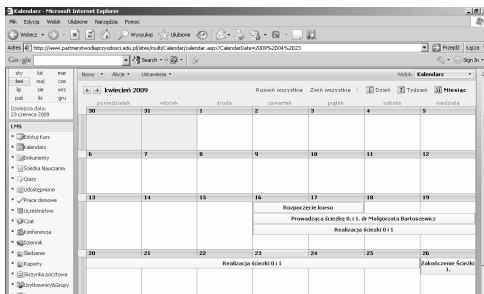 Kalendarz - Microsoft Internet Explorer
Plik Edycja Widok Ulubione Narzędzia Pomoc
Wstecz Wyszukaj Ulubione
Adres http://www.partnerstwodlaprzyszlosci.edu.pl/sites/multi/Calendar/calendar.aspx?CalendarDate=2009%2D04%2D23 Przejdź Łącza
Google Search Sign In
sty lut mar
kwi maj cze
lip sie wrz
paź lis gru
Dzisiejsza data:
23 czerwca 2009
LMS
Edytuj Kurs
Kalendarz
Dokumenty
Ścieżka Nauczania
Quizy
Udostępnione
Prace domowe
Uczestnictwo
Czat
Konferencja
Dziennik
Śledzenie
Raporty
Skrzynka pocztowa
Użytkownicy&Grupy
Nowy Akcje Ustawienia Widok: Kalendarz
kwiecień 2009 Rozwiń wszystkie Zwiń wszystkie 1 Dzień 7 Tydzień 31 Miesiąc
poniedziałek wtorek środa czwartek piątek sobota niedziela
30 31 1 2 3 4 5
6 7 8 9 10 11 12
13 14 15 16 17 18 19
Rozpoczęcie kursu
Prowadząca ścieżkę 0. i 1. dr Małgorzata Bartoszewicz
Realizacja ścieżki 0 i 1
20 21 22 23 24 25 26
Realizacja ścieżki 0 i 1
Zakończenie Ścieżki
1.